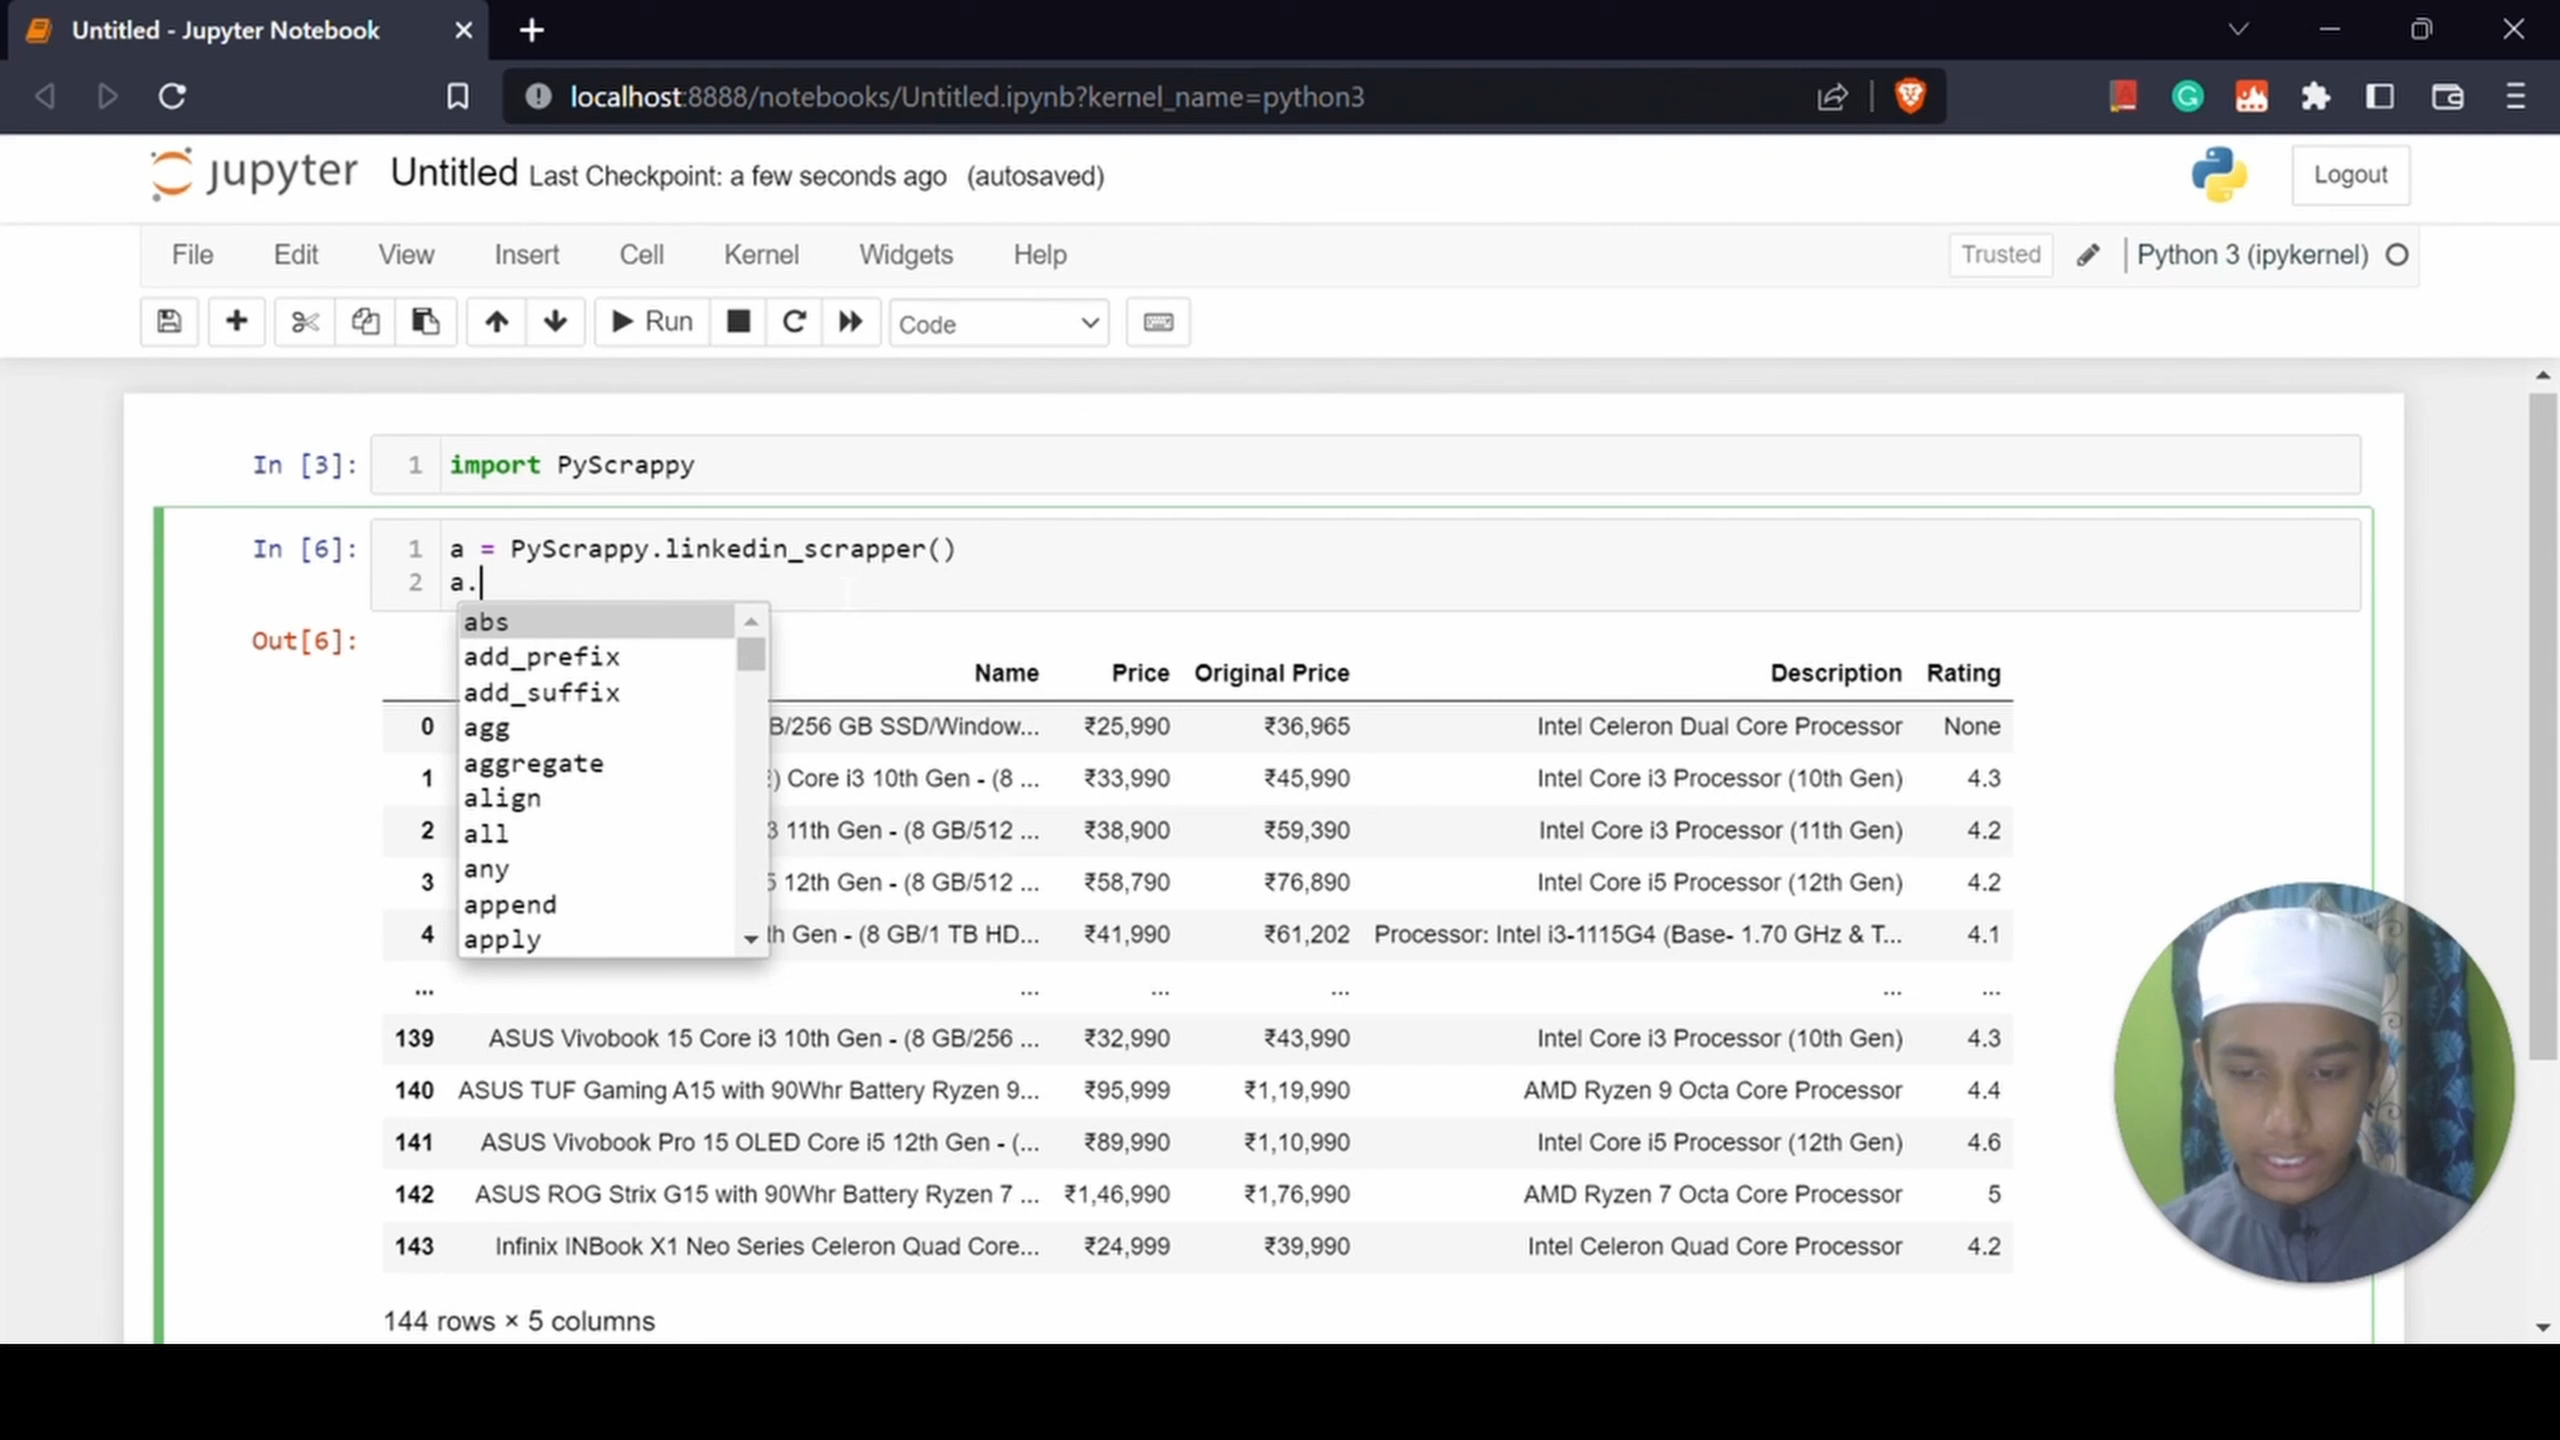 Untitled - Jupyter Notebook
localhost:8888/notebooks/Untitled.ipynb?kernel_name=python3
jupyter Untitled Last Checkpoint: a few seconds ago (autosaved)
Logout
File Edit View Insert Cell Kernel Widgets Help
Trusted Python 3 (ipykernel)
Run Code
In [3]: 1 import PyScrappy
In [6]: 1 a = PyScrappy.linkedin_scrapper()
2 a.
abs
add_prefix
add_suffix
agg
aggregate
align
all
any
append
apply
Out[6]:
Name Price Original Price Description Rating
0 GB SSD/Window... ₹25,990 ₹36,965 Intel Celeron Dual Core Processor None
1 Core i3 10th Gen - (8 ... ₹33,990 ₹45,990 Intel Core i3 Processor (10th Gen) 4.3
2 11th Gen - (8 GB/512 ... ₹38,900 ₹59,390 Intel Core i3 Processor (11th Gen) 4.2
3 12th Gen - (8 GB/512 ... ₹58,790 ₹76,890 Intel Core i5 Processor (12th Gen) 4.2
4 Gen - (8 GB/1 TB HD... ₹41,990 ₹61,202 Processor: Intel i3-1115G4 (Base- 1.70 GHz & T... 4.1
... ... ... ... ... ...
139 ASUS Vivobook 15 Core i3 10th Gen - (8 GB/256 ... ₹32,990 ₹43,990 Intel Core i3 Processor (10th Gen) 4.3
140 ASUS TUF Gaming A15 with 90Whr Battery Ryzen 9... ₹95,999 ₹1,19,990 AMD Ryzen 9 Octa Core Processor 4.4
141 ASUS Vivobook Pro 15 OLED Core i5 12th Gen - (... ₹89,990 ₹1,10,990 Intel Core i5 Processor (12th Gen) 4.6
142 ASUS ROG Strix G15 with 90Whr Battery Ryzen 7 ... ₹1,46,990 ₹1,76,990 AMD Ryzen 7 Octa Core Processor 5
143 Infinix INBook X1 Neo Series Celeron Quad Core... ₹24,999 ₹39,990 Intel Celeron Quad Core Processor 4.2
144 rows × 5 columns